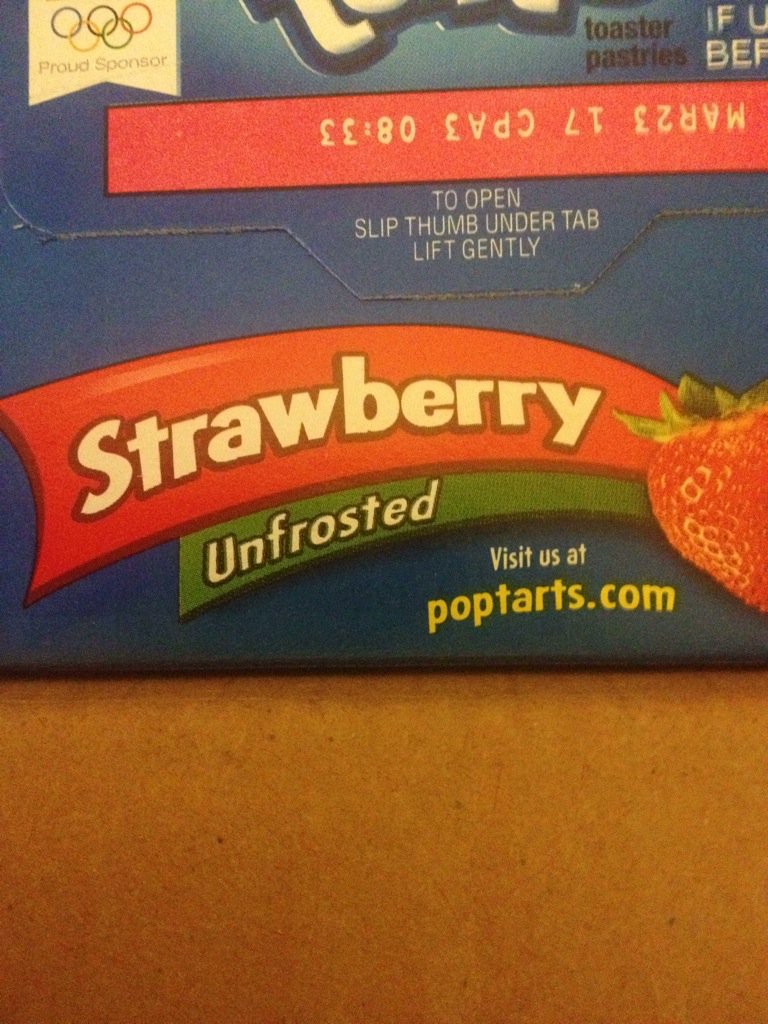 Proud Sponsor
toaster
pastries
IF U
BEF
MAR23 17 CPA3 08:33
TO OPEN
SLIP THUMB UNDER TAB
LIFT GENTLY
Strawberry
Unfrosted
Visit us at
poptarts.com